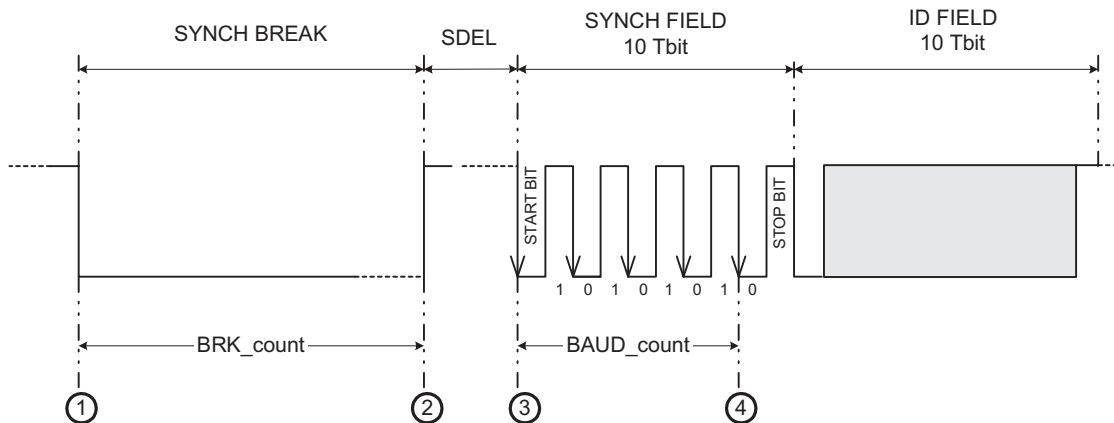 SYNCH BREAK
SDEL
SYNCH FIELD
10 Tbit
ID FIELD
10 Tbit
START BIT
STOP BIT
1 0 1 0 1 0 1 0
BRK_count
BAUD_count
1
2
3
4